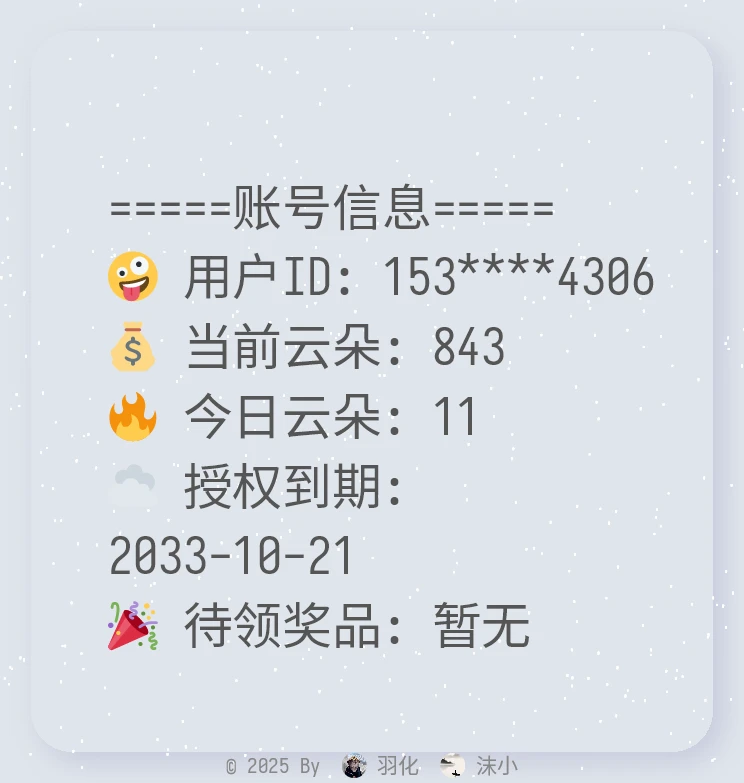 =====账号信息=====
🤪 用户ID: 153****4306
💰 当前云朵: 843
🔥 今日云朵: 11
☁️ 授权到期:
2033-10-21
🎉 待领奖品: 暂无
© 2025 By 羽化 沫小